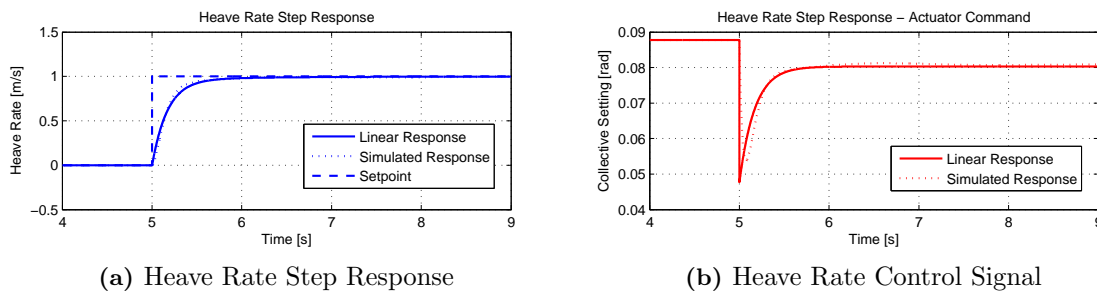 Heave Rate Step Response
Heave Rate [m/s]
1.5
1
0.5
0
−0.5
4 5 6 7 8 9
Time [s]
Linear Response
Simulated Response
Setpoint
(a) Heave Rate Step Response
Heave Rate Step Response − Actuator Command
Collective Setting [rad]
0.09
0.08
0.07
0.06
0.05
0.04
4 5 6 7 8 9
Time [s]
Linear Response
Simulated Response
(b) Heave Rate Control Signal